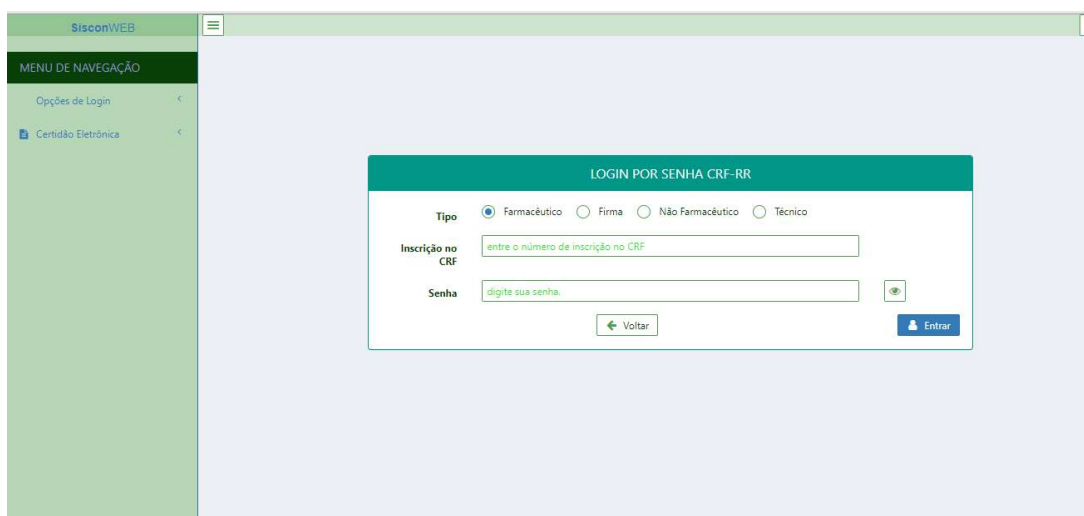 SisconWEB
MENU DE NAVEGAÇÃO
Opções de Login
Certidão Eletrônica
LOGIN POR SENHA CRF-RR
Tipo Farmacêutico Firma Não Farmacêutico Técnico
Inscrição no CRF
entre o número de inscrição no CRF
Senha digite sua senha.
Voltar Entrar